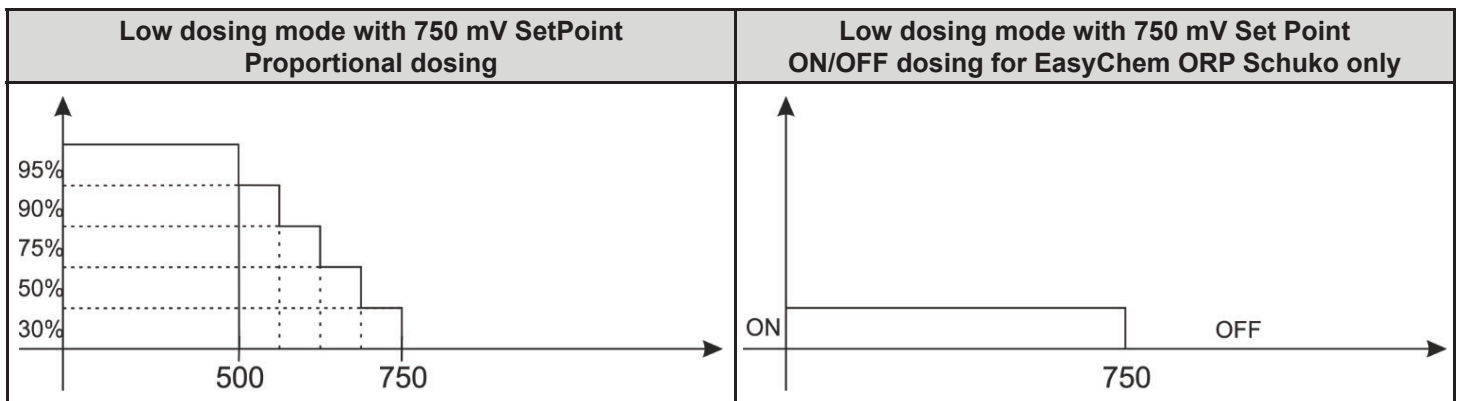 Low dosing mode with 750 mV SetPoint
Proportional dosing
Low dosing mode with 750 mV Set Point
ON/OFF dosing for EasyChem ORP Schuko only
95%
90%
75%
50%
30%
500
750
ON
OFF
750